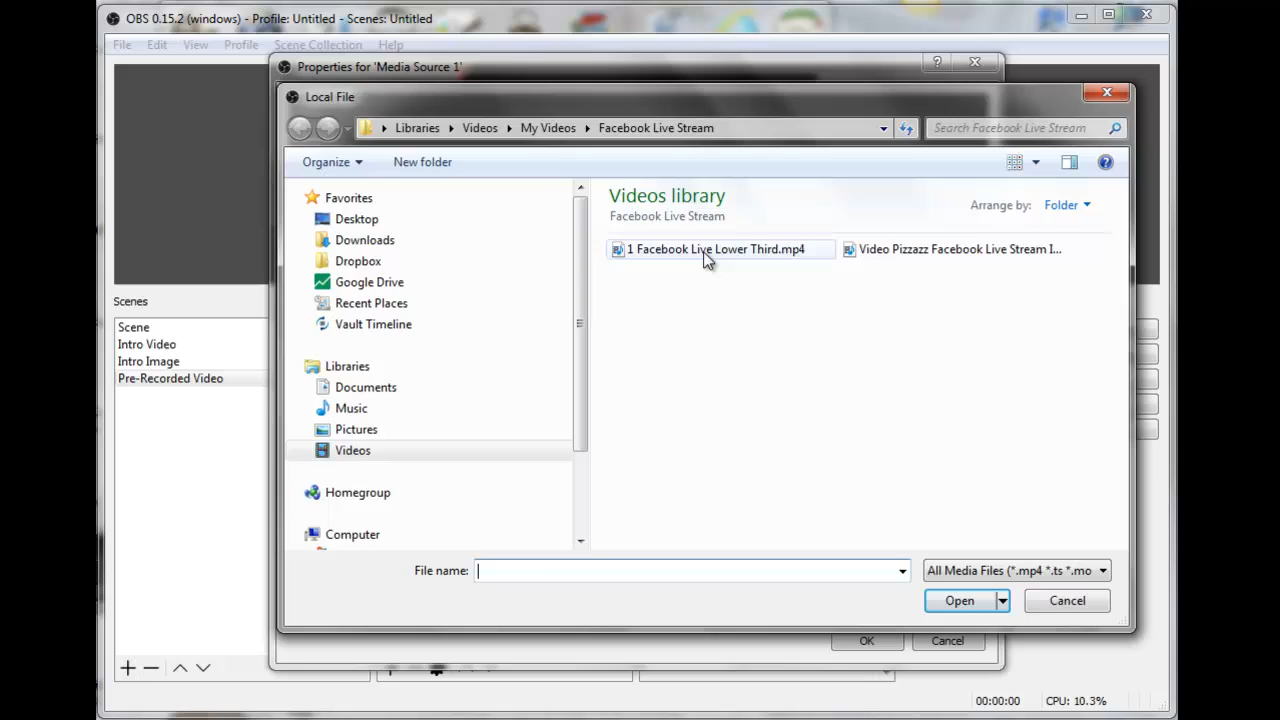 OBS 0.15.2 (windows) - Profile: Untitled - Scenes: Untitled
File Edit View Profile Scene Collection Help
Properties for 'Media Source 1'
Local File
Libraries Videos My Videos Facebook Live Stream
Search Facebook Live Stream
Organize New folder
Favorites
Desktop
Downloads
Dropbox
Google Drive
Recent Places
Vault Timeline
Libraries
Documents
Music
Pictures
Videos
Homegroup
Computer
Videos library
Facebook Live Stream
Arrange by: Folder
1 Facebook Live Lower Third.mp4
Video Pizzazz Facebook Live Stream I...
Scenes
Scene
Intro Video
Intro Image
Pre-Recorded Video
File name:
All Media Files (*.mp4 *.ts *.mo
Open Cancel
OK Cancel
00:00:00 CPU: 10.3%